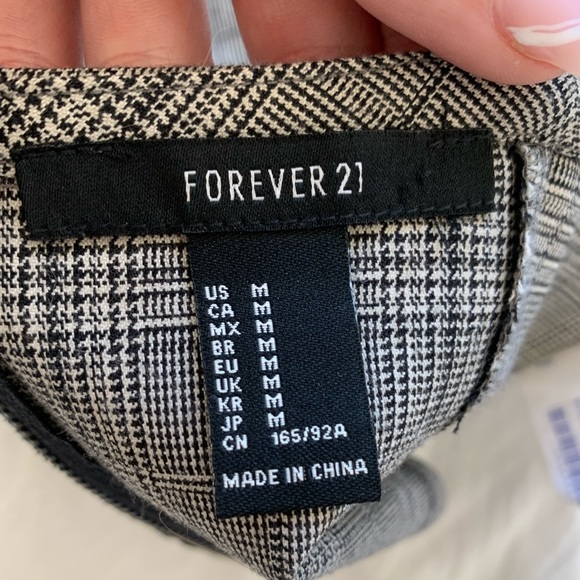 FOREVER 21
US M
CA M
MX M
BR M
EU M
UK M
KR M
JP M
CN 165/92A
MADE IN CHINA